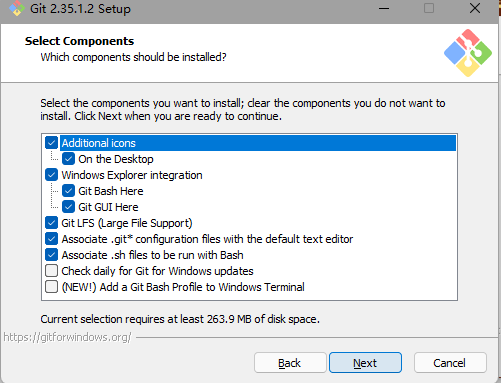 Git 2.35.1.2 Setup
Select Components
Which components should be installed?
Select the components you want to install; clear the components you do not want to
install. Click Next when you are ready to continue.
Additional icons
On the Desktop
Windows Explorer integration
Git Bash Here
Git GUI Here
Git LFS (Large File Support)
Associate .git* configuration files with the default text editor
Associate .sh files to be run with Bash
Check daily for Git for Windows updates
(NEW!) Add a Git Bash Profile to Windows Terminal
Current selection requires at least 263.9 MB of disk space.
https://gitforwindows.org/
Back Next Cancel